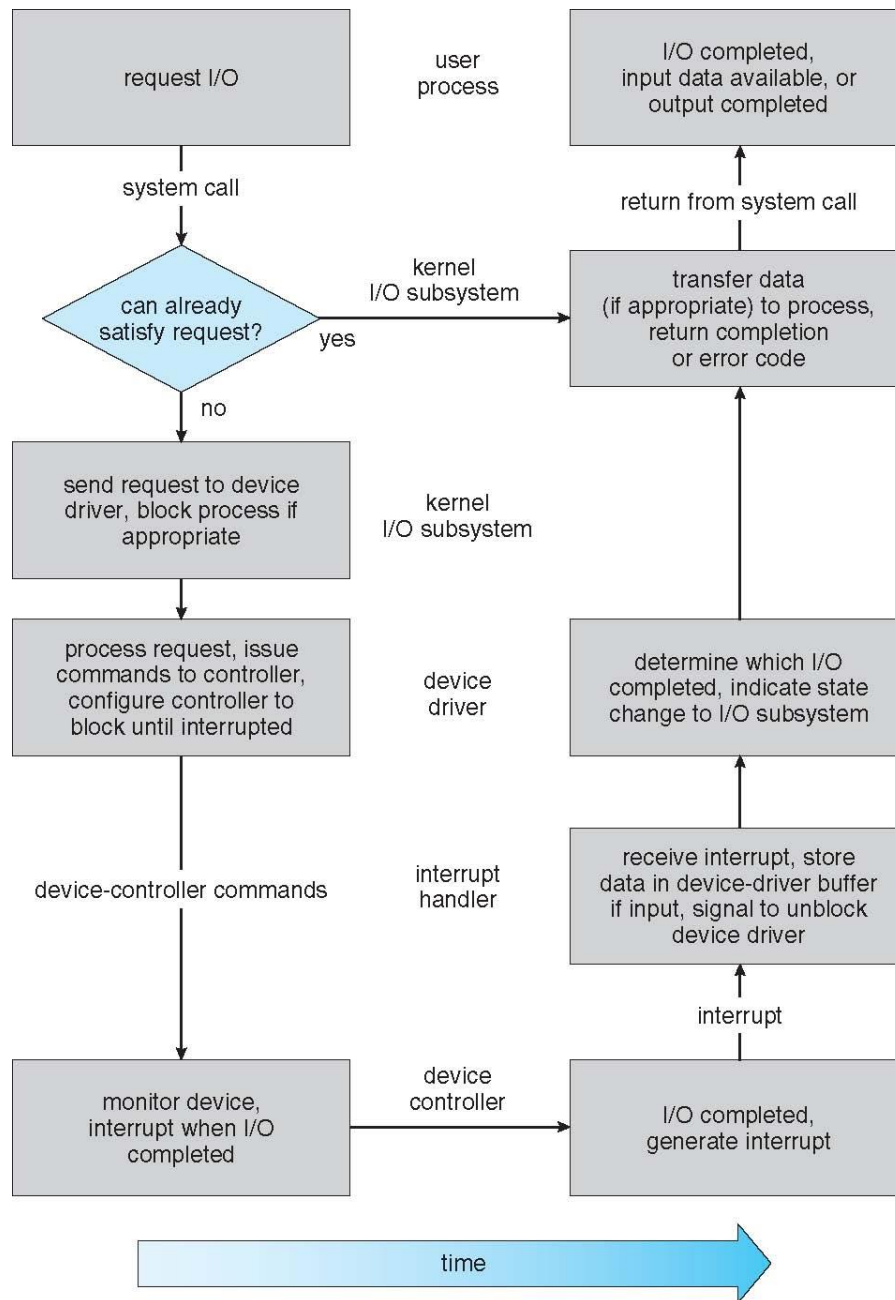 request I/O
user
process
I/O completed,
input data available, or
output completed
system call
return from system call
can already
satisfy request?
yes
no
kernel
I/O subsystem
transfer data
(if appropriate) to process,
return completion
or error code
send request to device
driver, block process if
appropriate
kernel
I/O subsystem
process request, issue
commands to controller,
configure controller to
block until interrupted
device
driver
determine which I/O
completed, indicate state
change to I/O subsystem
device-controller commands
interrupt
handler
receive interrupt, store
data in device-driver buffer
if input, signal to unblock
device driver
interrupt
monitor device,
interrupt when I/O
completed
device
controller
I/O completed,
generate interrupt
time